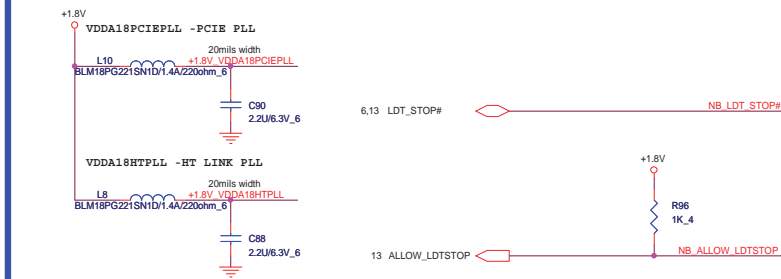 +1.8V
VDDA18PCIEPLL -PCIE PLL
20mils width
L10
+1.8V_VDDA18PCIEPLL
BLM18PG221SN1D/1.4A/220ohm_6
C90
2.2U/6.3V_6
6,13 LDT_STOP#
NB_LDT_STOP#
VDDA18HTPLL -HT LINK PLL
+1.8V
20mils width
L8
+1.8V_VDDA18HTPLL
BLM18PG221SN1D/1.4A/220ohm_6
R96
1K_4
C88
2.2U/6.3V_6
13 ALLOW_LDTSTOP
NB_ALLOW_LDTSTOP